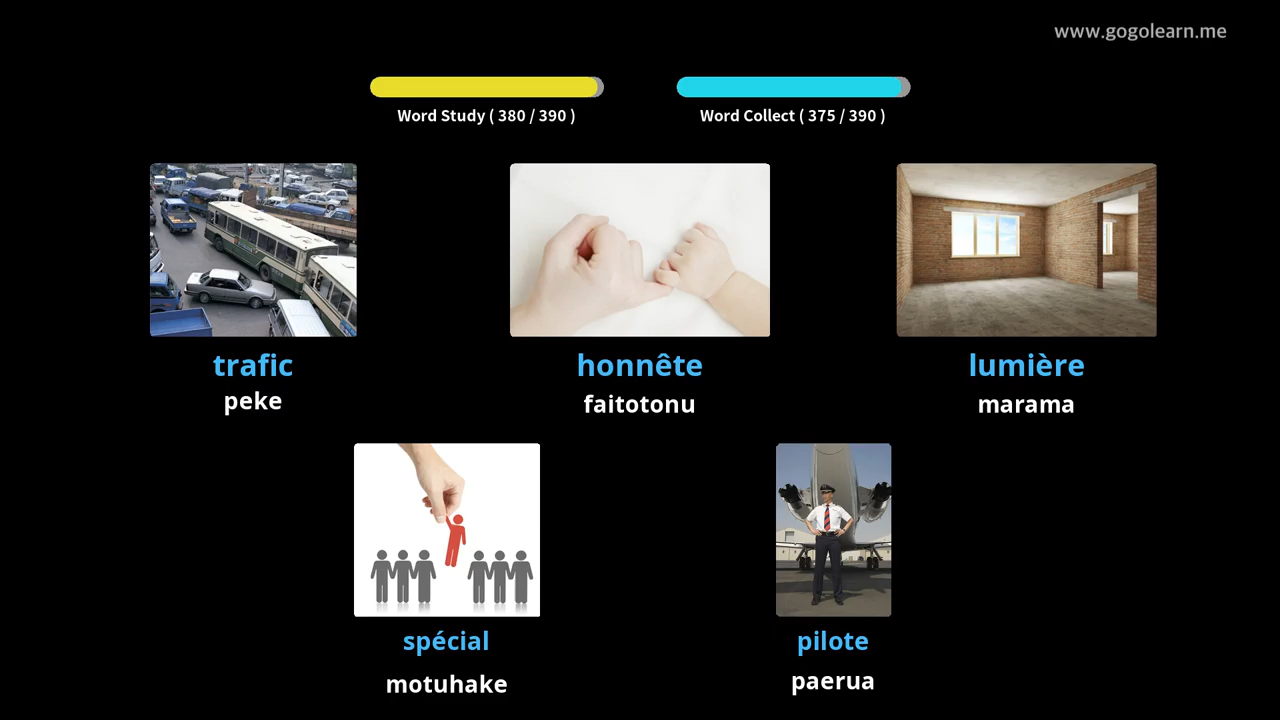 www.gogolearn.me
Word Study ( 380 / 390 )
Word Collect ( 375 / 390 )
trafic
peke
honnête
faitotonu
lumière
marama
spécial
motuhake
pilote
paerua